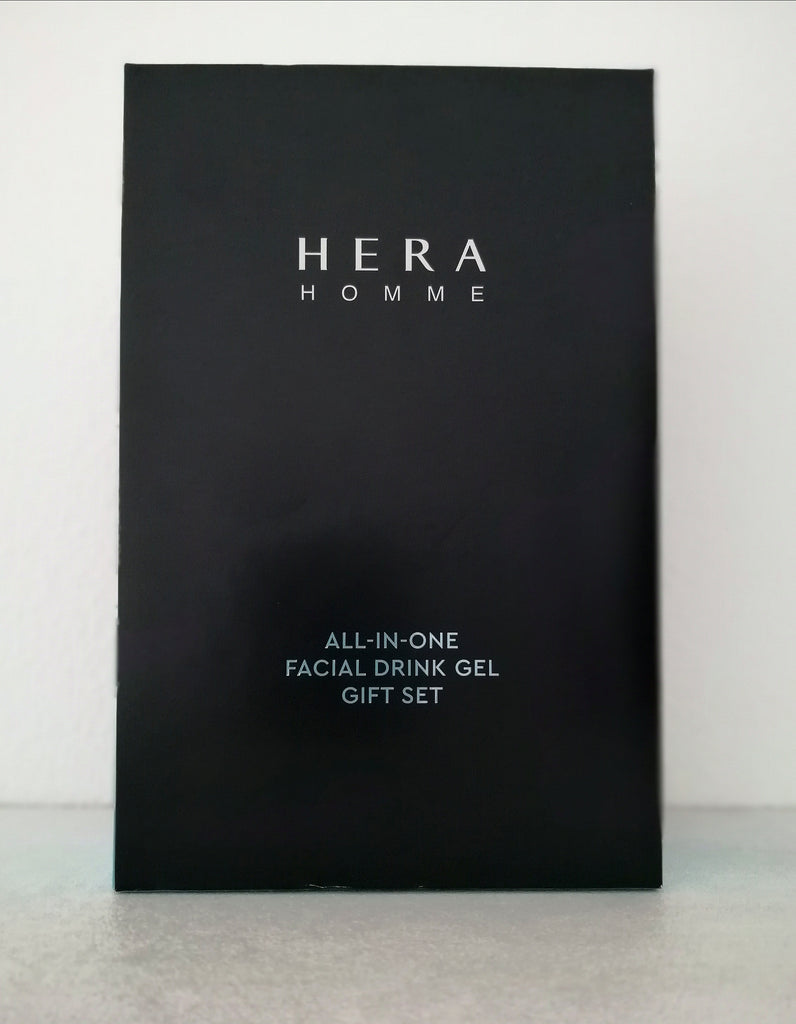 HERA
HOMME
ALL-IN-ONE
FACIAL DRINK GEL
GIFT SET